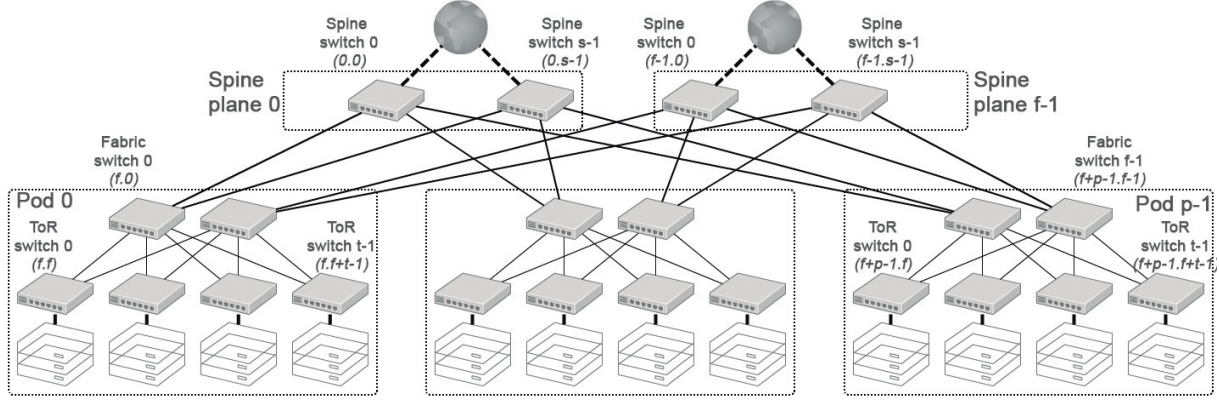 Spine
switch 0
(0.0)
Spine
switch s-1
(0.s-1)
Spine
switch 0
(f-1.0)
Spine
switch s-1
(f-1.s-1)
Spine
plane 0
Spine
plane f-1
Fabric
switch 0
(f.0)
Fabric
switch f-1
(f+p-1.f-1)
Pod 0
ToR
switch 0
(f.f)
ToR
switch t-1
(f.f+t-1)
Pod p-1
ToR
switch 0
(f+p-1.f)
ToR
switch t-1
(f+p-1.f+t-1)